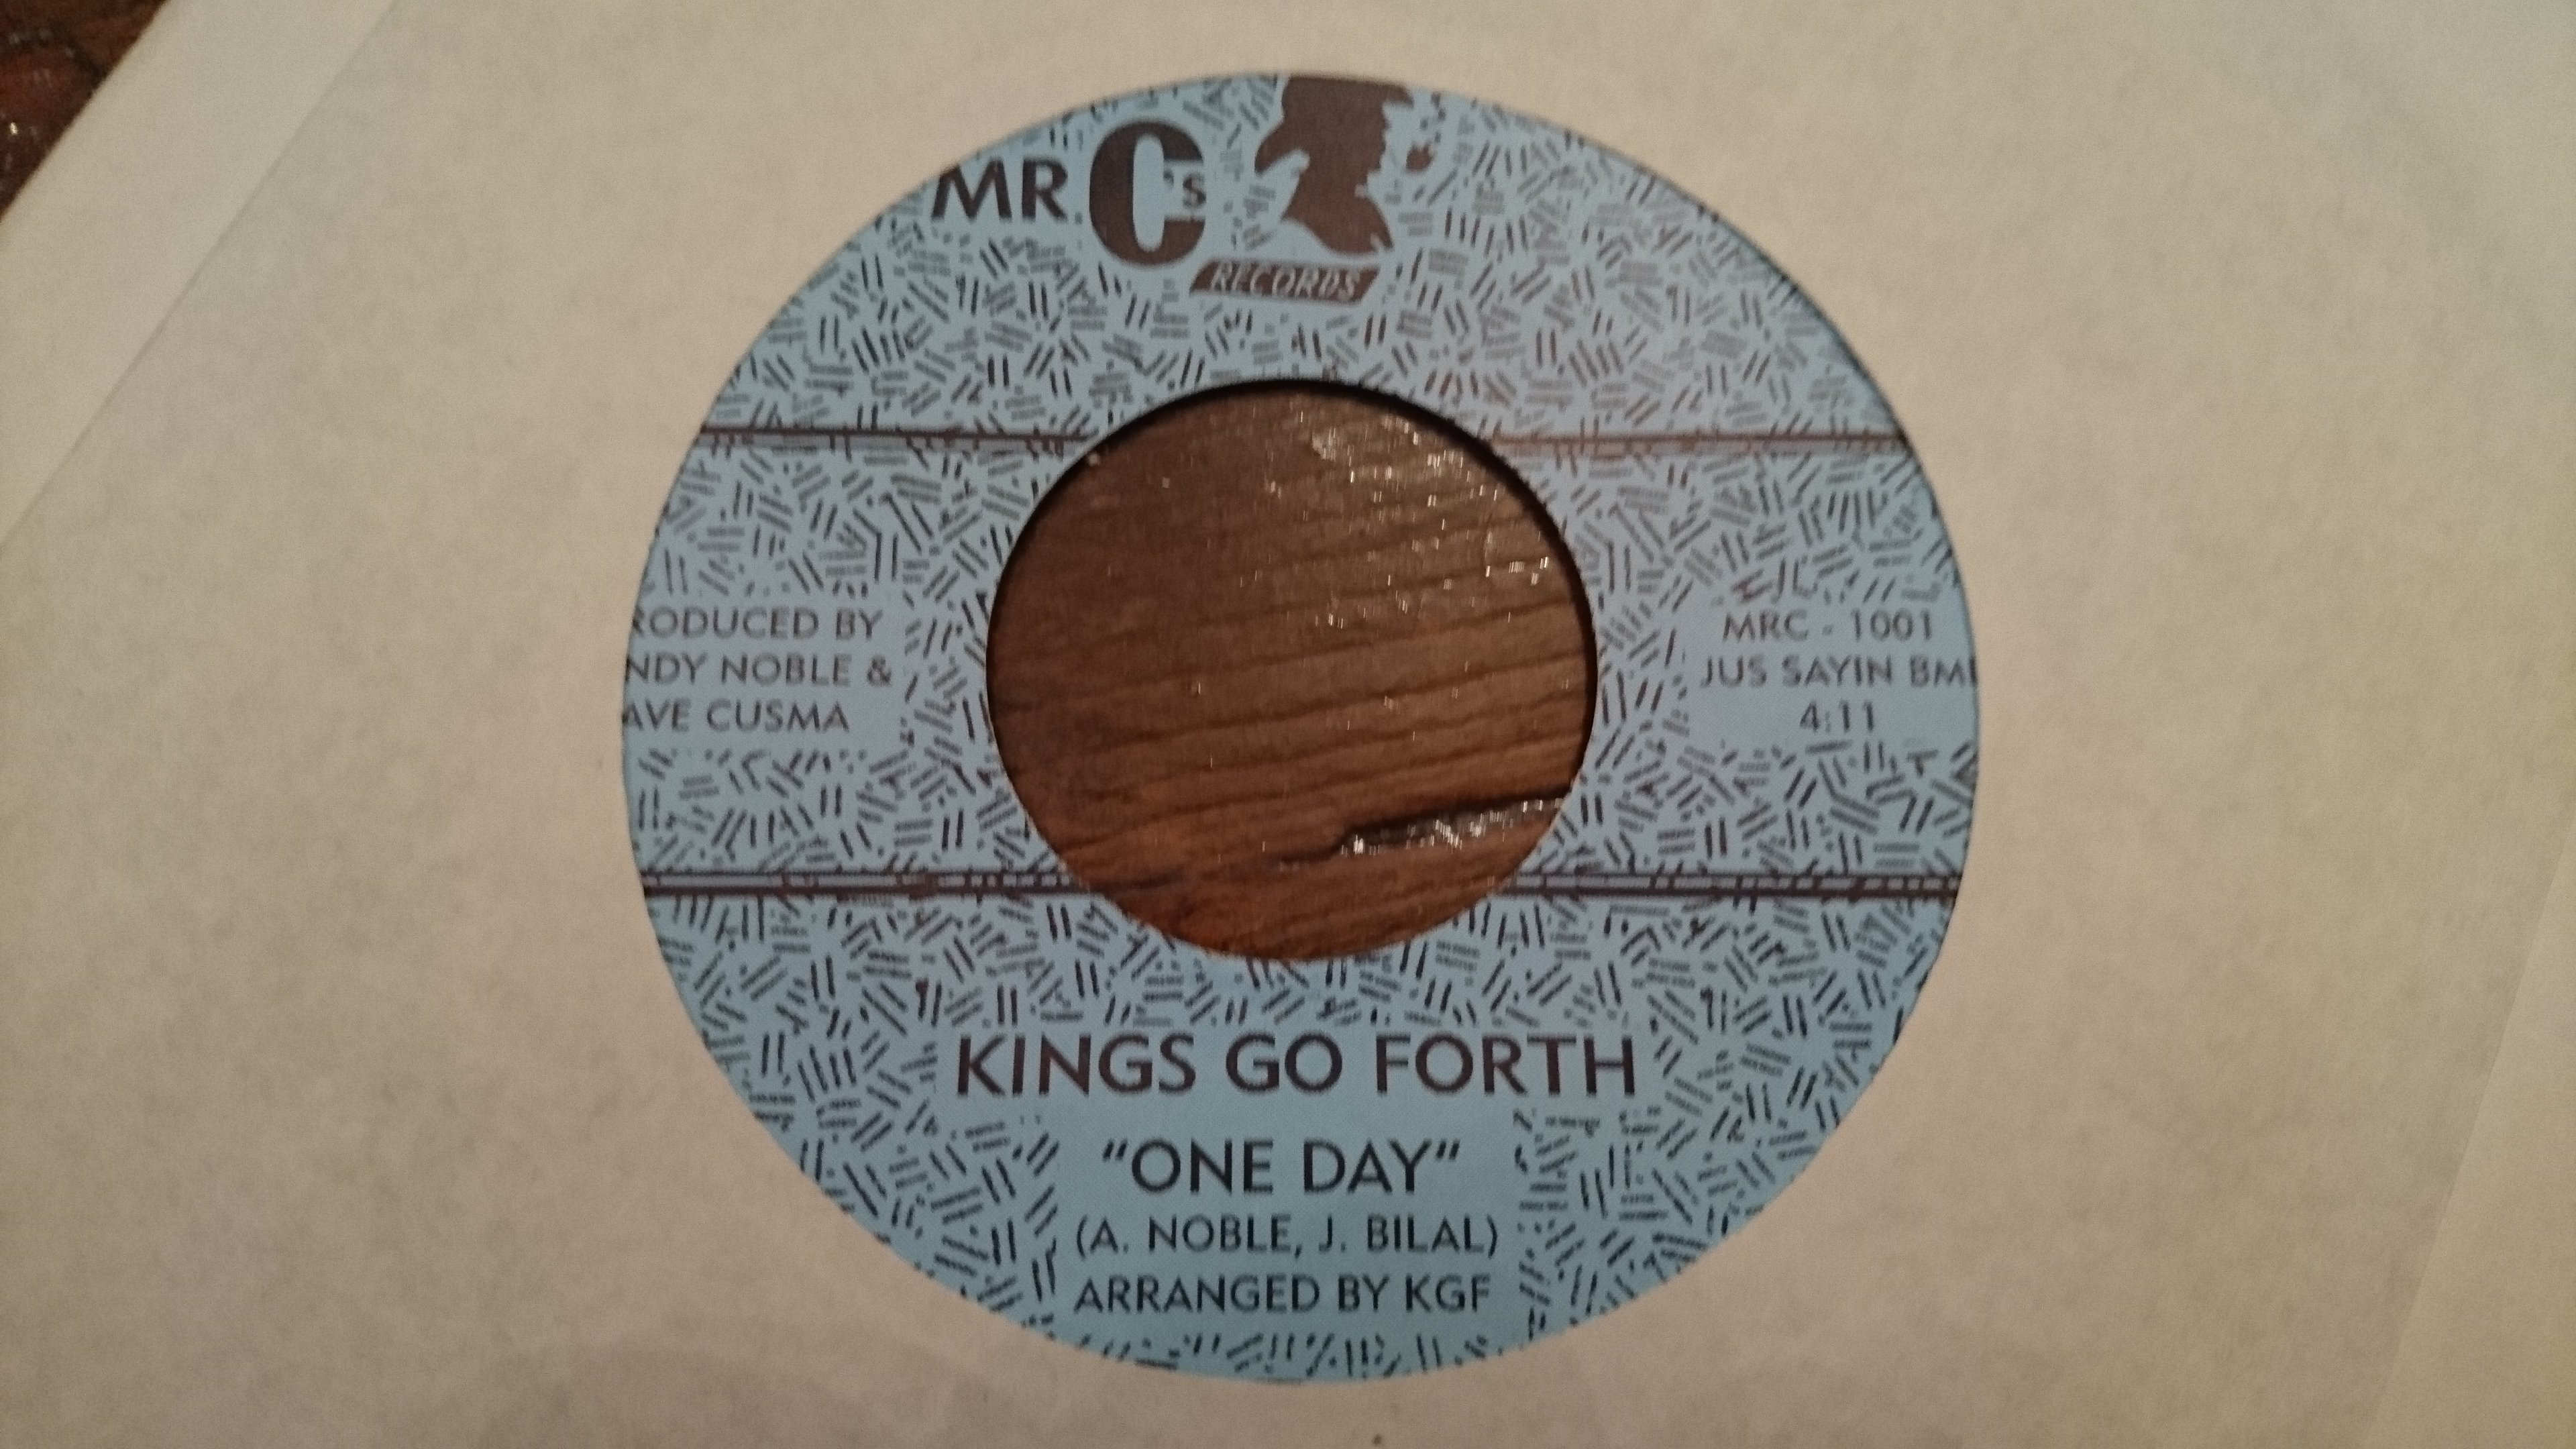 MR. C's
RECORDS
RODUCED BY
NDY NOBLE &
AVE CUSMA
MRC - 1001
JUS SAYIN BMI
4:11
KINGS GO FORTH
"ONE DAY"
(A. NOBLE, J. BILAL)
ARRANGED BY KGF